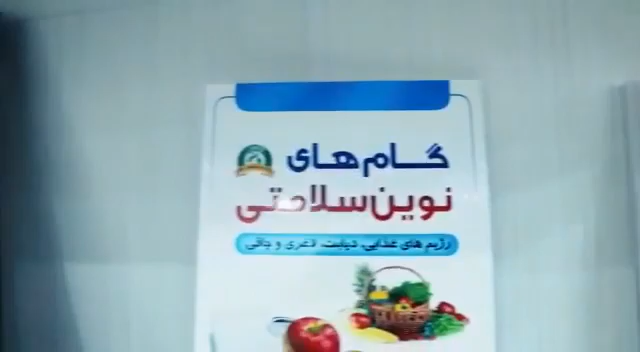 گام های
نوین سلامتی
رژیم های غذایی، دیابت، لاغری و چاقی